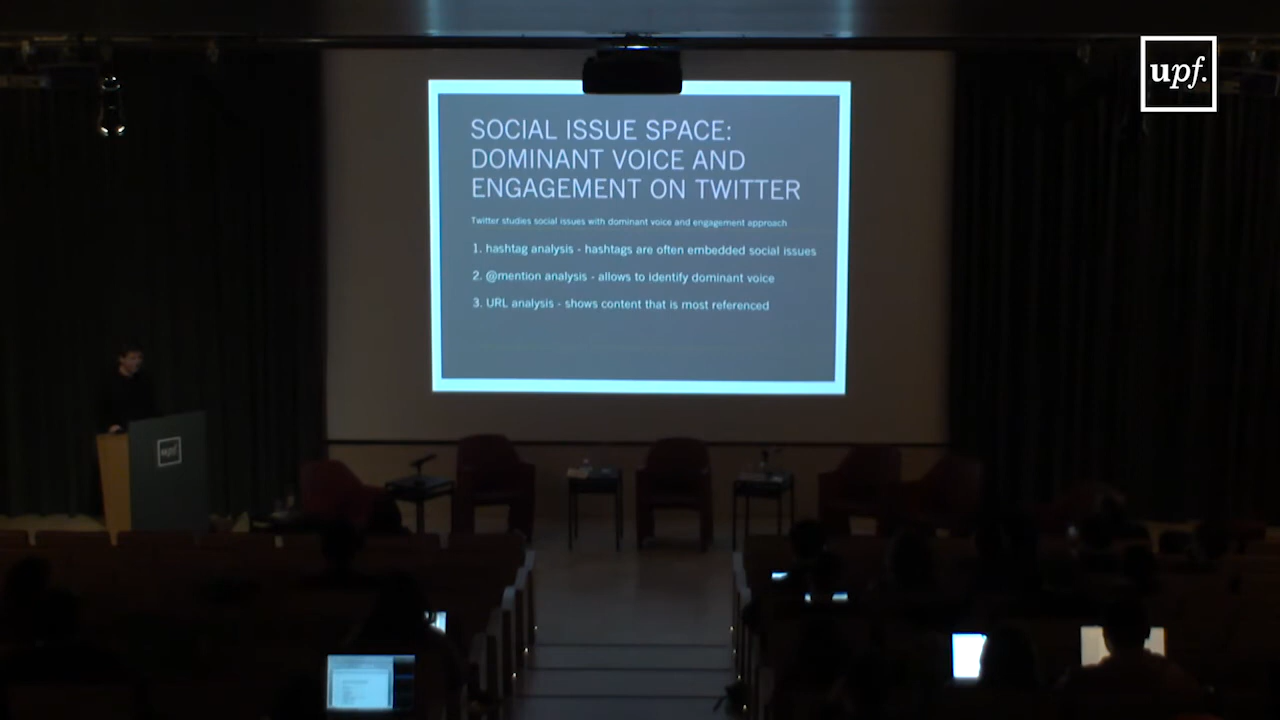 upf.
SOCIAL ISSUE SPACE:
DOMINANT VOICE AND
ENGAGEMENT ON TWITTER
Twitter studies social issues with dominant voice and engagement approach
1. hashtag analysis - hashtags are often embedded social issues
2. @mention analysis - allows to identify dominant voice
3. URL analysis - shows content that is most referenced
upf.